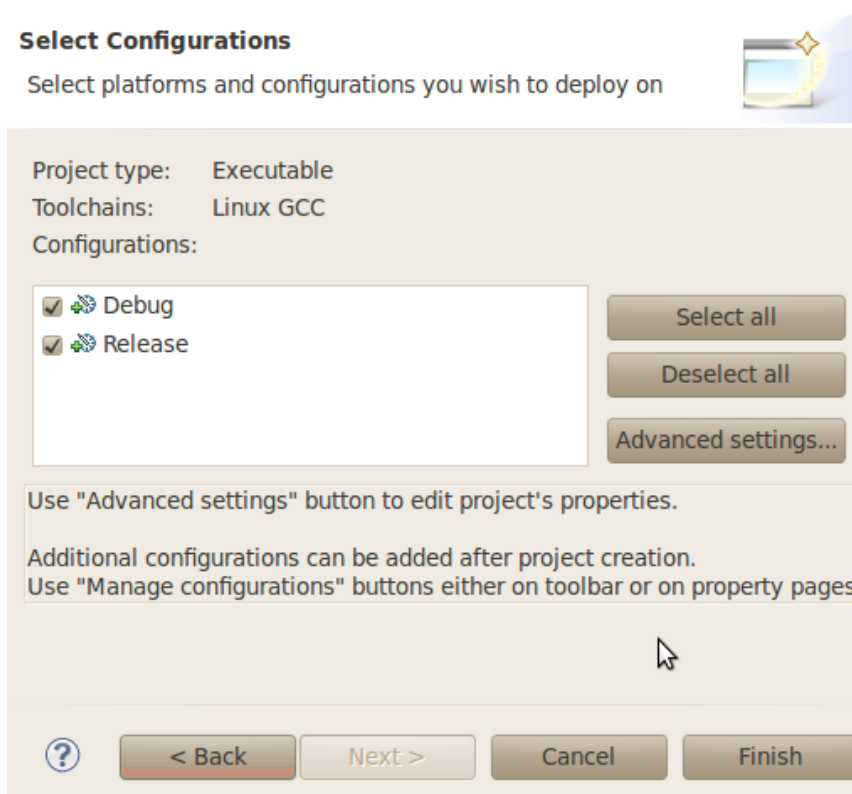 Select Configurations
Select platforms and configurations you wish to deploy on
Project type: Executable
Toolchains: Linux GCC
Configurations:
Debug
Release
Select all
Deselect all
Advanced settings...
Use "Advanced settings" button to edit project's properties.
Additional configurations can be added after project creation.
Use "Manage configurations" buttons either on toolbar or on property pages
?
< Back
Next >
Cancel
Finish